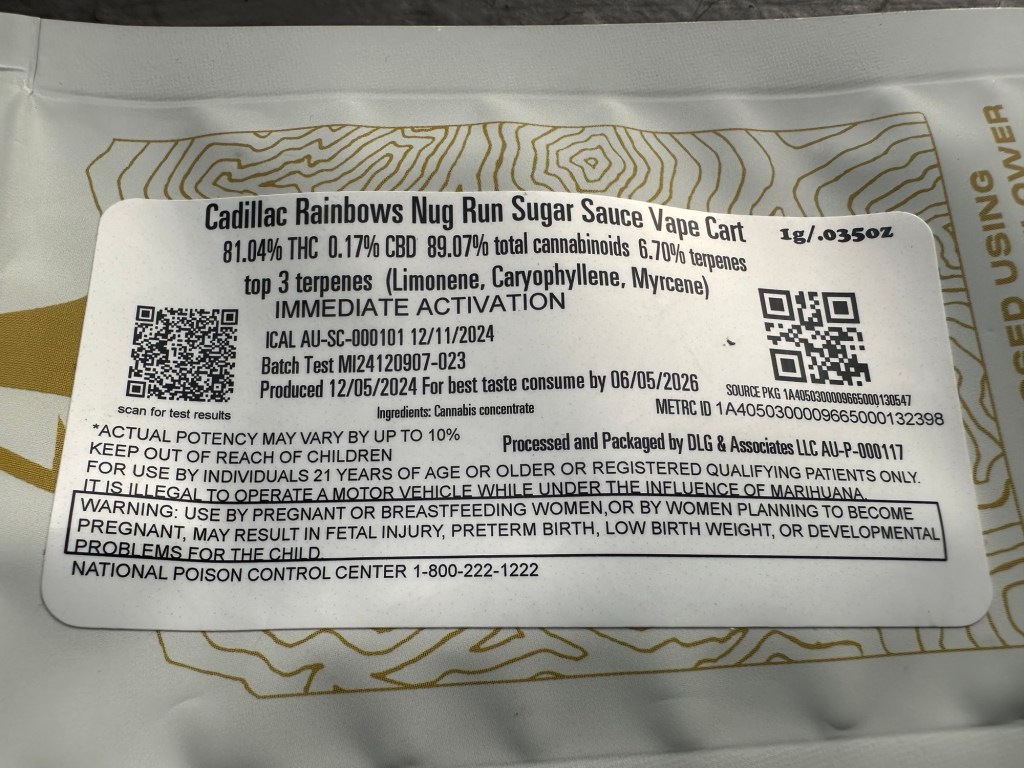 Cadillac Rainbows Nug Run Sugar Sauce Vape Cart 1g/.035oz
81.04% THC 0.17% CBD 89.07% total cannabinoids 6.70% terpenes
top 3 terpenes (Limonene, Caryophyllene, Myrcene)
IMMEDIATE ACTIVATION
ICAL AU-SC-000101 12/11/2024
Batch Test MI24120907-023
Produced 12/05/2024 For best taste consume by 06/05/2026
Ingredients: Cannabis concentrate
scan for test results
SOURCE PKG 1A4050300009665000130547
METRC ID 1A4050300009665000132398
*ACTUAL POTENCY MAY VARY BY UP TO 10%
KEEP OUT OF REACH OF CHILDREN
Processed and Packaged by DLG & Associates LLC AU-P-000117
FOR USE BY INDIVIDUALS 21 YEARS OF AGE OR OLDER OR REGISTERED QUALIFYING PATIENTS ONLY.
IT IS ILLEGAL TO OPERATE A MOTOR VEHICLE WHILE UNDER THE INFLUENCE OF MARIHUANA.
WARNING: USE BY PREGNANT OR BREASTFEEDING WOMEN,OR BY WOMEN PLANNING TO BECOME
PREGNANT, MAY RESULT IN FETAL INJURY, PRETERM BIRTH, LOW BIRTH WEIGHT, OR DEVELOPMENTAL
PROBLEMS FOR THE CHILD.
NATIONAL POISON CONTROL CENTER 1-800-222-1222
USING